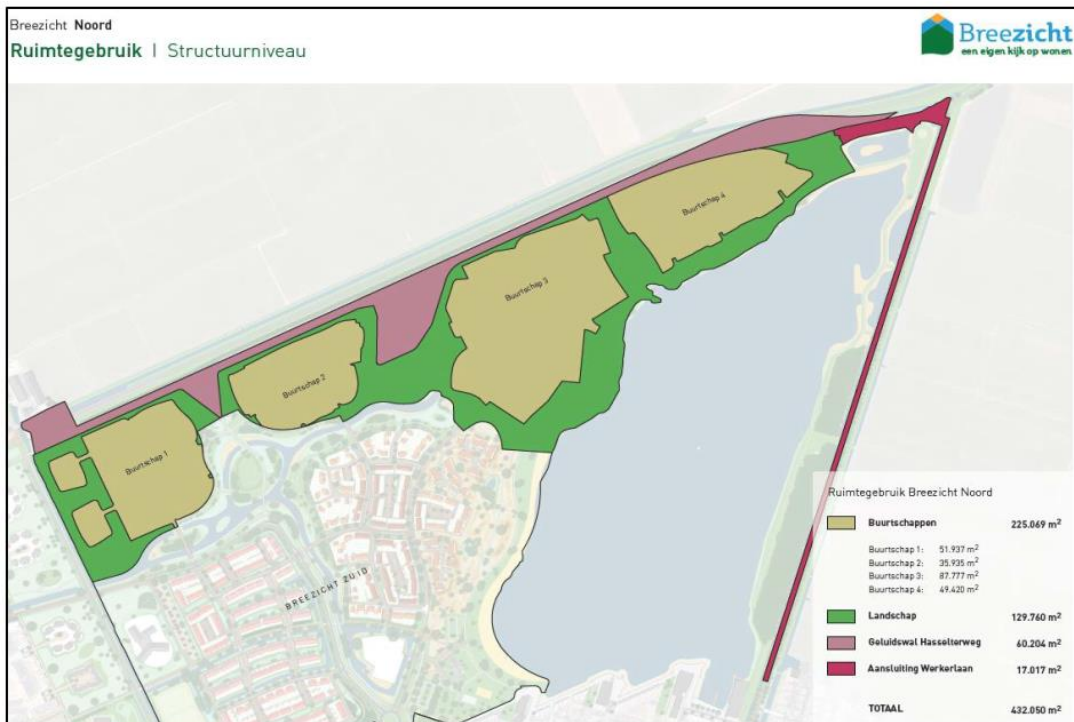 Breezicht Noord
Ruimtegebruik | Structuurniveau
Breezicht
een eigen kijk op wonen
Buurtschap 4
Buurtschap 3
Buurtschap 2
Buurtschap 1
BREEZICHT ZUID
Ruimtegebruik Breezicht Noord
Buurtschappen 225.069 m²
Buurtschap 1: 51.937 m²
Buurtschap 2: 35.935 m²
Buurtschap 3: 87.777 m²
Buurtschap 4: 49.420 m²
Landschap 129.760 m²
Geluidswal Hasselterweg 60.204 m²
Aansluiting Werkerlaan 17.017 m²
TOTAAL 432.050 m²